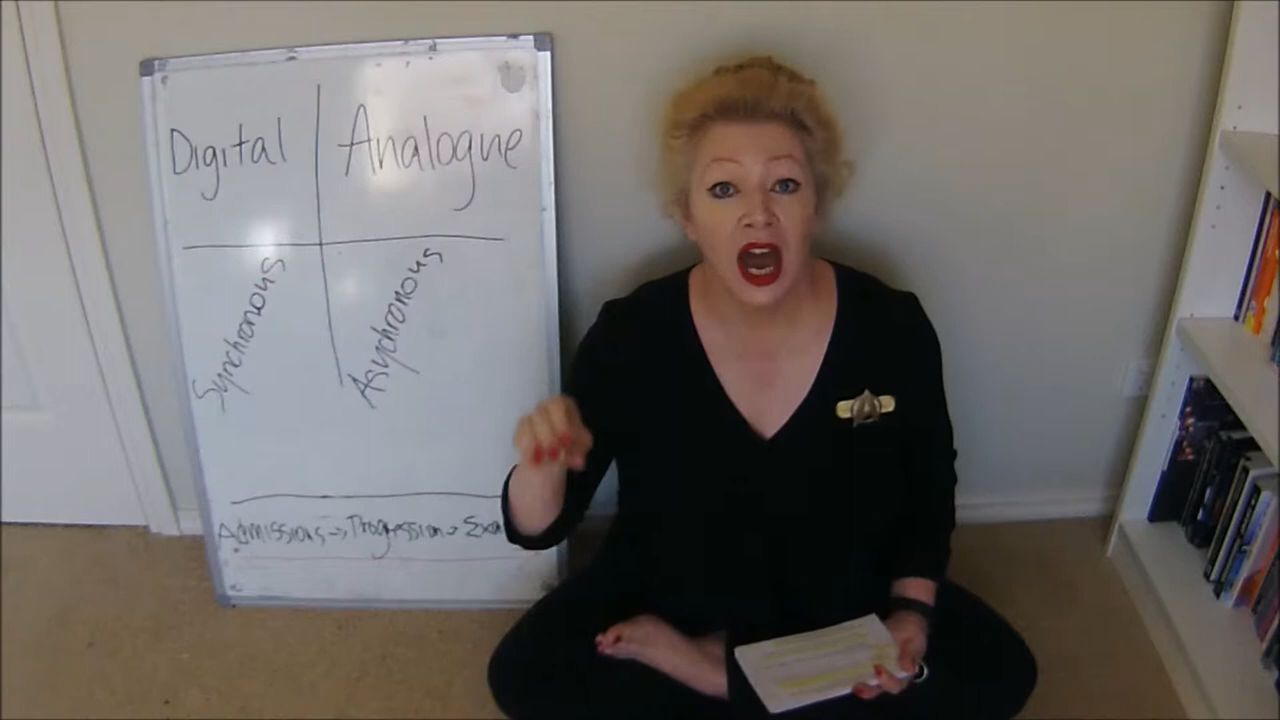 Digital Analogue
Synchronous Asychronous
Admissions → Progression → Exa